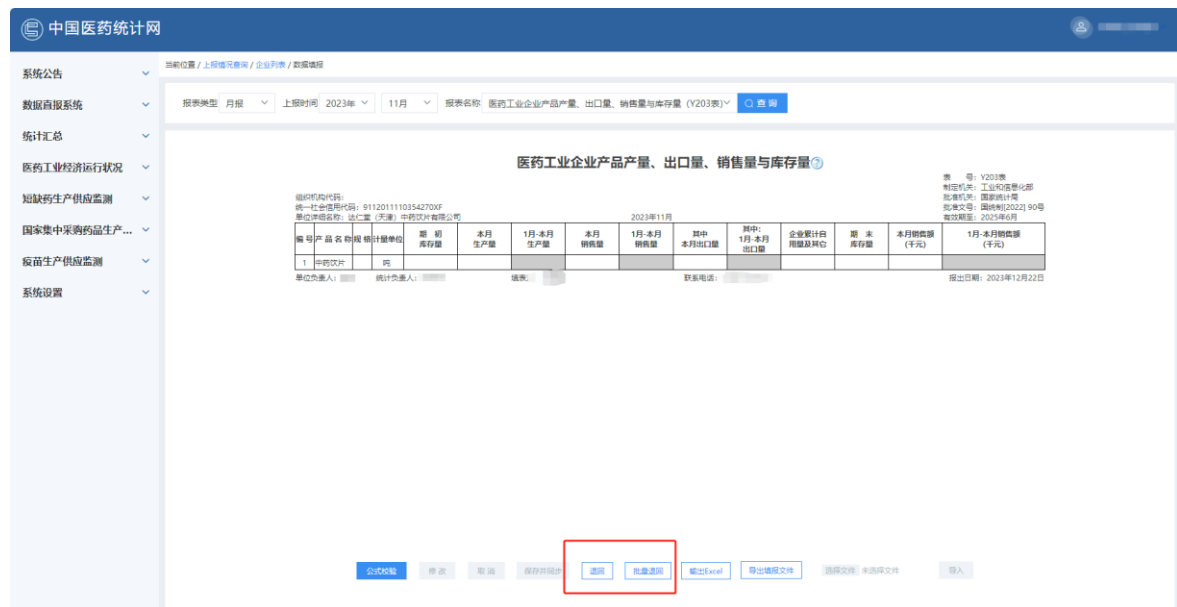 中国医药统计网
系统公告
数据直报系统
统计汇总
医药工业经济运行状况
短缺药生产供应监测
国家集中采购药品生产...
疫苗生产供应监测
系统设置
当前位置 / 上报情况查询 / 企业列表 / 数据填报
报表类型 月报 上报时间 2023年 11月 报表名称 医药工业企业产品产量、出口量、销售量与库存量 (Y203表) 查 询
医药工业企业产品产量、出口量、销售量与库存量
表 号: Y203表
制定机关: 工业和信息化部
批准机关: 国家统计局
批准文号: 国统制[2022] 90号
有效期至: 2025年6月
组织机构代码:
统一社会信用代码: 9112011110354270XF
单位详细名称: 达仁堂 (天津) 中药饮片有限公司 2023年11月
编 号 产 品 名 称 规 格 计量单位 期 初 库存量 本月 生产量 1月-本月 生产量 本月 销售量 1月-本月 销售量 其中 本月出口量 其中: 1月-本月 出口量 企业累计自 用量及其它 期 末 库存量 本月销售额 (千元) 1月-本月销售额 (千元)
1 中药饮片 吨
单位负责人: 统计负责人: 填表: 联系电话: 报出日期: 2023年12月22日
公式校验 修 改 取 消 保存并同步 退回 批量退回 输出Excel 导出填报文件 选择文件 未选择文件 导入